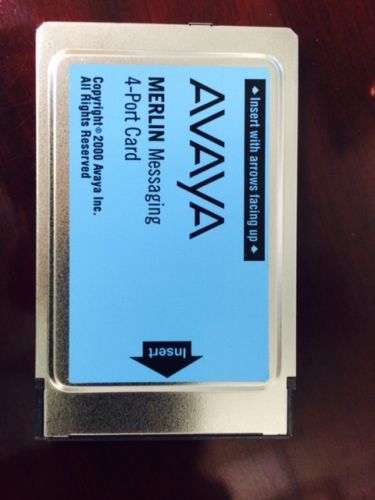 ♦ Insert with arrows facing up ♦
AVAYA
MERLIN Messaging
4-Port Card
Copyright © 2000 Avaya Inc.
All Rights Reserved
Insert